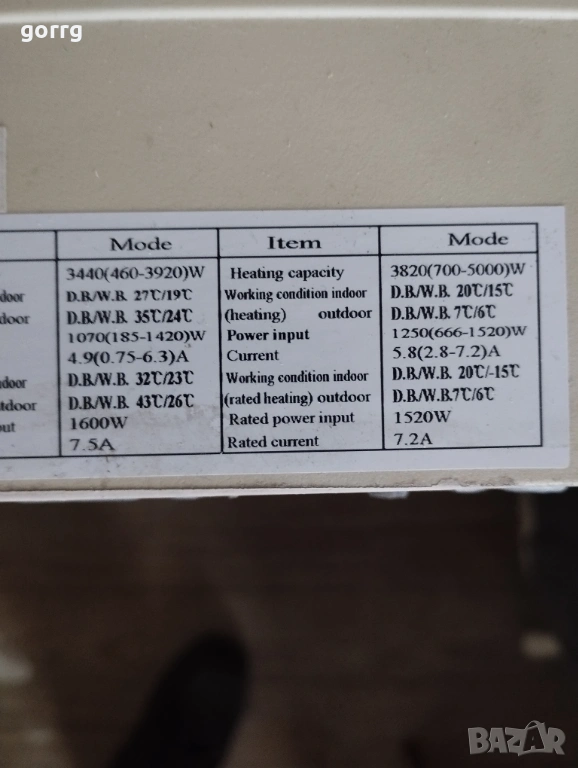 gorrg
Mode Item Mode
3440(460-3920)W Heating capacity 3820(700-5000)W
door D.B./W.B. 27℃/19℃ Working condition indoor D.B./W.B. 20℃/15℃
door D.B./W.B. 35℃/24℃ (heating) outdoor D.B./W.B. 7℃/6℃
1070(185-1420)W Power input 1250(666-1520)W
4.9(0.75-6.3)A Current 5.8(2.8-7.2)A
door D.B./W.B. 32℃/23℃ Working condition indoor D.B./W.B. 20℃/-15℃
tdoor D.B./W.B. 43℃/26℃ (rated heating) outdoor D.B./W.B.7℃/6℃
ut 1600W Rated power input 1520W
7.5A Rated current 7.2A
BAZAR